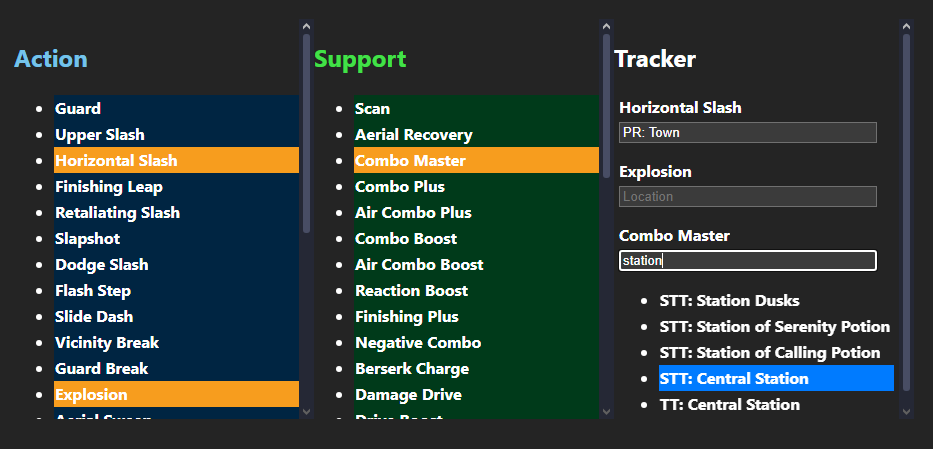 Action
Guard
Upper Slash
Horizontal Slash
Finishing Leap
Retaliating Slash
Slapshot
Dodge Slash
Flash Step
Slide Dash
Vicinity Break
Guard Break
Explosion
Aerial Sweep
Support
Scan
Aerial Recovery
Combo Master
Combo Plus
Air Combo Plus
Combo Boost
Air Combo Boost
Reaction Boost
Finishing Plus
Negative Combo
Berserk Charge
Damage Drive
Drive Boost
Tracker
Horizontal Slash
PR: Town
Explosion
Location
Combo Master
station
STT: Station Dusks
STT: Station of Serenity Potion
STT: Station of Calling Potion
STT: Central Station
TT: Central Station